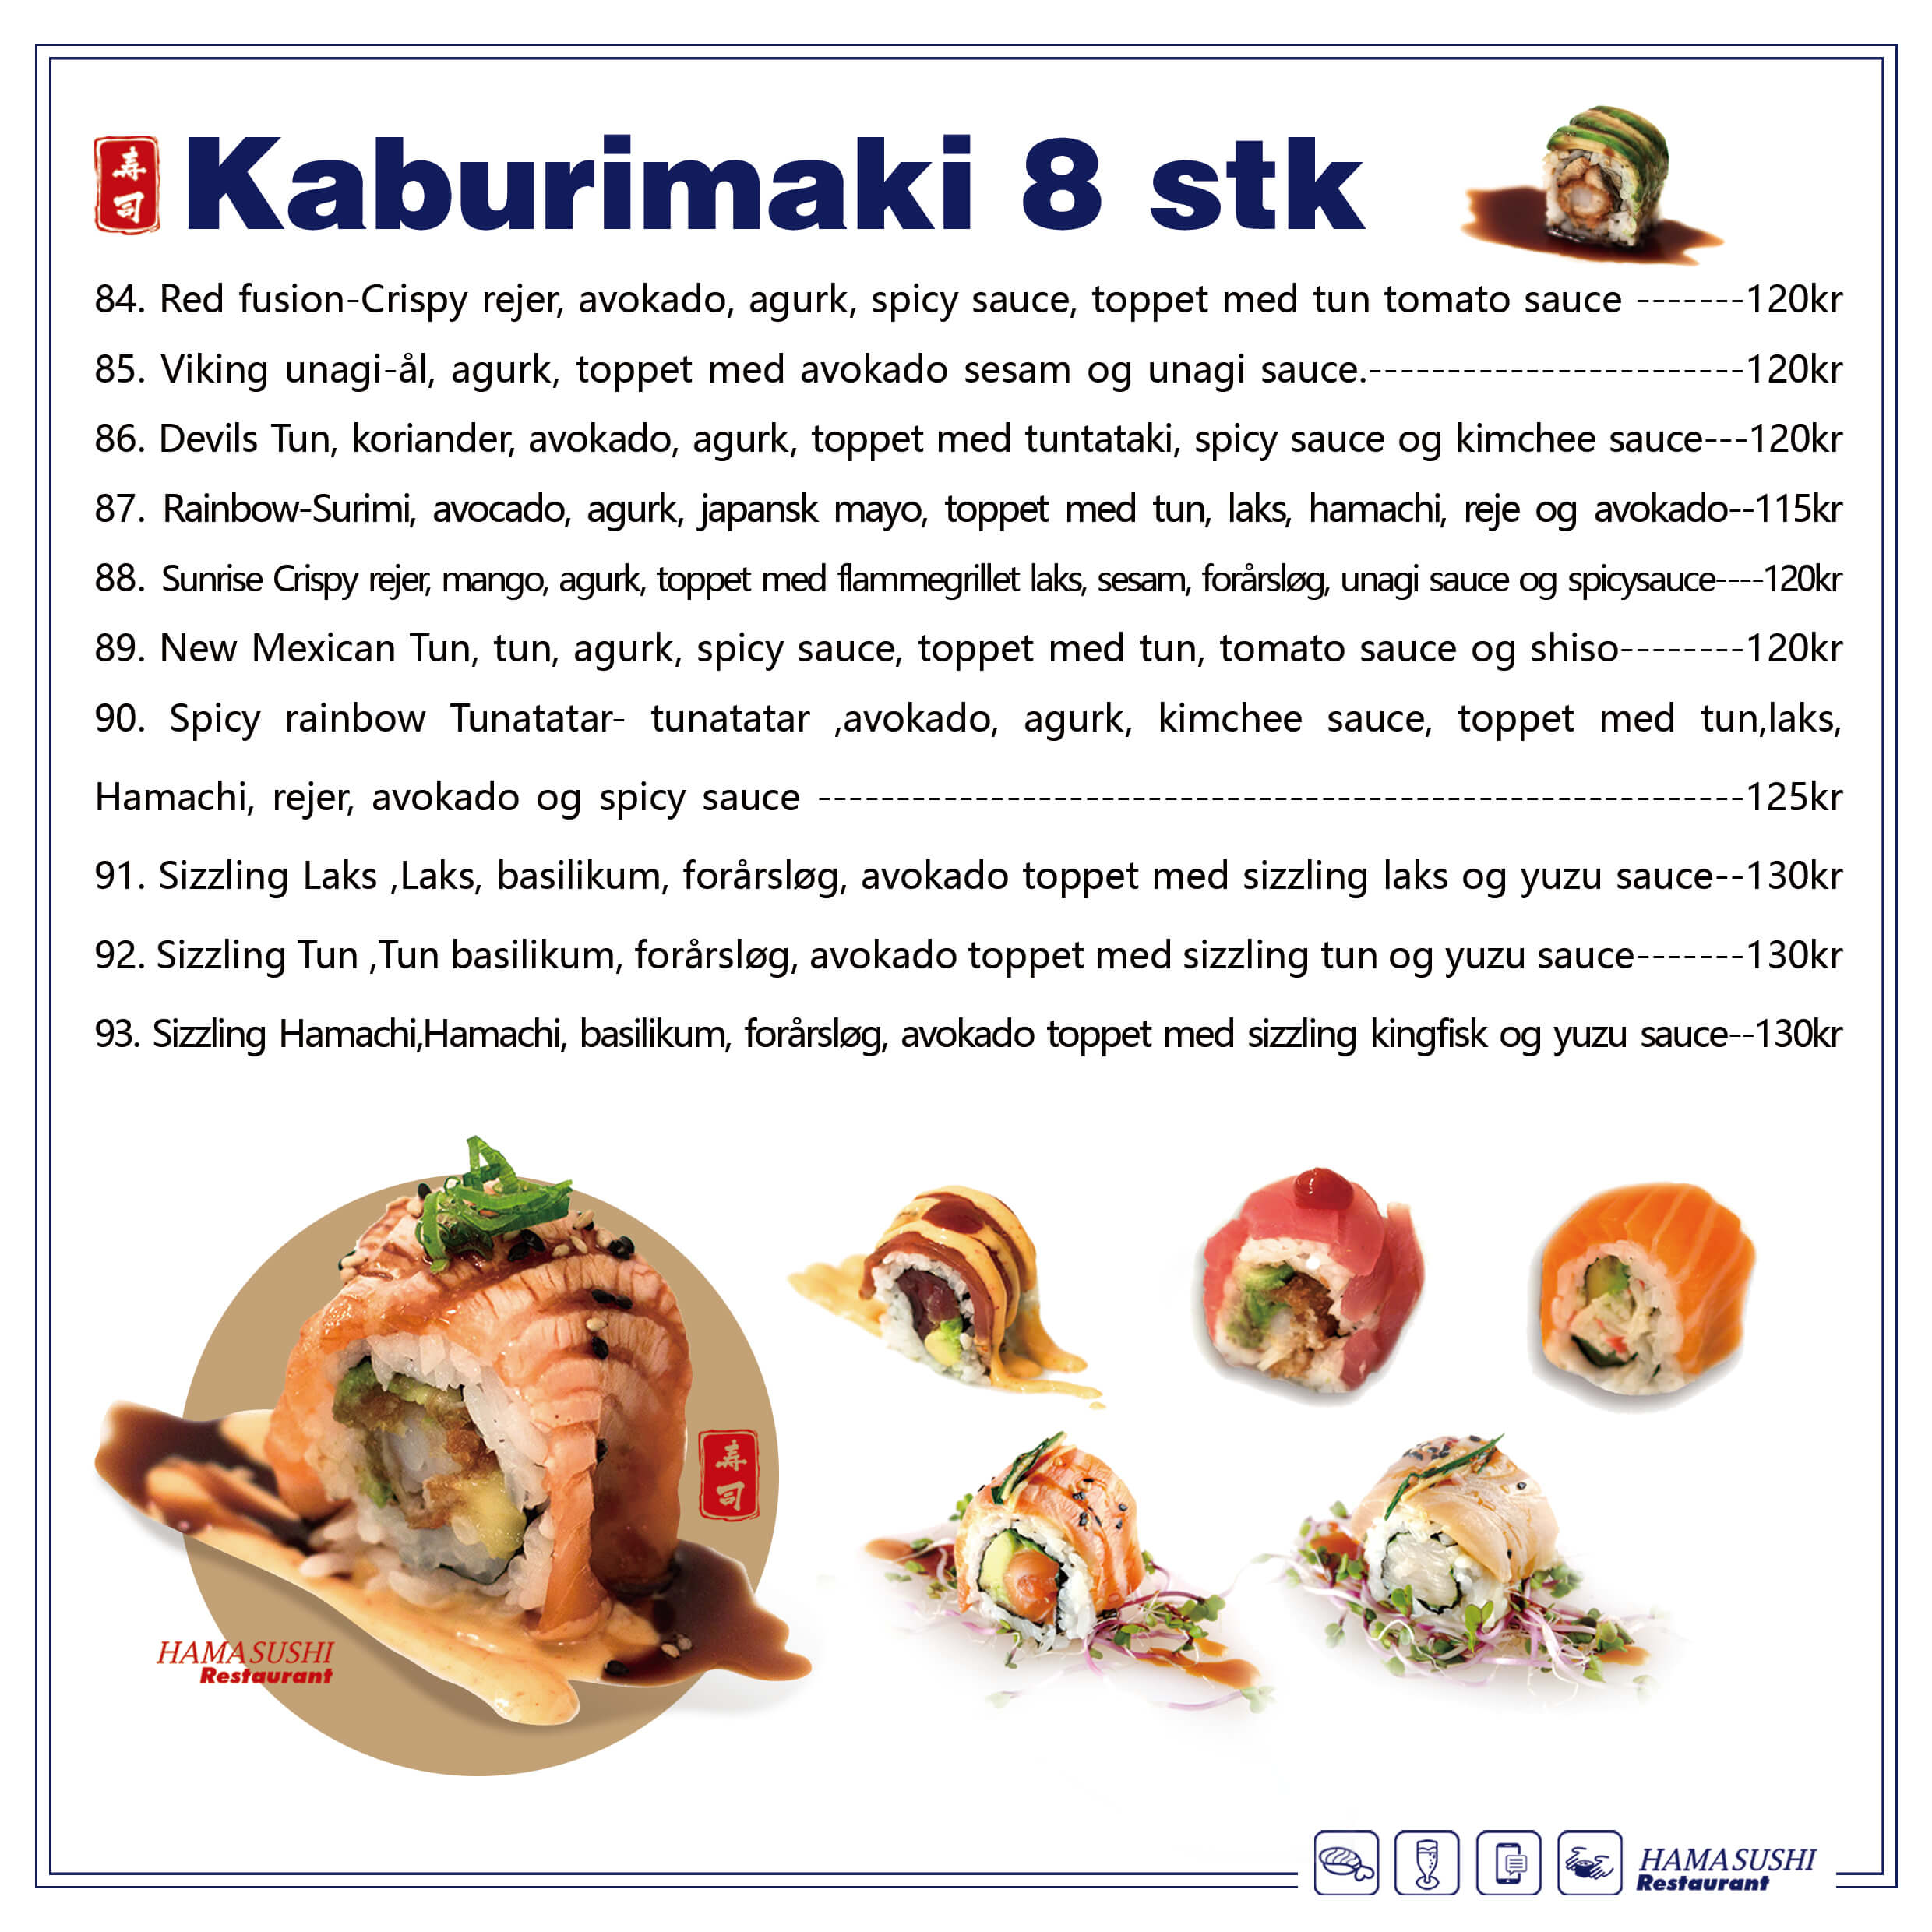 寿司
Kaburimaki 8 stk
84. Red fusion-Crispy rejer, avokado, agurk, spicy sauce, toppet med tun tomato sauce -------120kr
85. Viking unagi-ål, agurk, toppet med avokado sesam og unagi sauce.------------------------120kr
86. Devils Tun, koriander, avokado, agurk, toppet med tuntataki, spicy sauce og kimchee sauce---120kr
87. Rainbow-Surimi, avocado, agurk, japansk mayo, toppet med tun, laks, hamachi, reje og avokado--115kr
88. Sunrise Crispy rejer, mango, agurk, toppet med flammegrillet laks, sesam, forårsløg, unagi sauce og spicysauce----120kr
89. New Mexican Tun, tun, agurk, spicy sauce, toppet med tun, tomato sauce og shiso--------120kr
90. Spicy rainbow Tunatatar- tunatatar ,avokado, agurk, kimchee sauce, toppet med tun,laks,
Hamachi, rejer, avokado og spicy sauce -----------------------------------------------------------125kr
91. Sizzling Laks ,Laks, basilikum, forårsløg, avokado toppet med sizzling laks og yuzu sauce--130kr
92. Sizzling Tun ,Tun basilikum, forårsløg, avokado toppet med sizzling tun og yuzu sauce-------130kr
93. Sizzling Hamachi,Hamachi, basilikum, forårsløg, avokado toppet med sizzling kingfisk og yuzu sauce--130kr
寿司
HAMASUSHI
Restaurant
HAMASUSHI
Restaurant